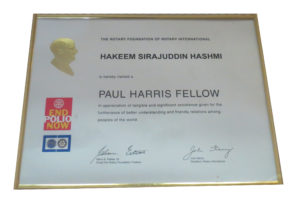 THE ROTARY FOUNDATION OF ROTARY INTERNATIONAL
HAKEEM SIRAJUDDIN HASHMI
is hereby named a
PAUL HARRIS FELLOW
in appreciation of tangible and significant assistance given for the
furtherance of better understanding and friendly relations among
peoples of the world.
END
POLIO
NOW